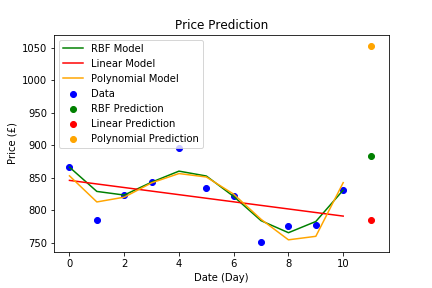 Price Prediction
RBF Model
Linear Model
Polynomial Model
Data
RBF Prediction
Linear Prediction
Polynomial Prediction
Price (£)
1050
1000
950
900
850
800
750
0 2 4 6 8 10
Date (Day)